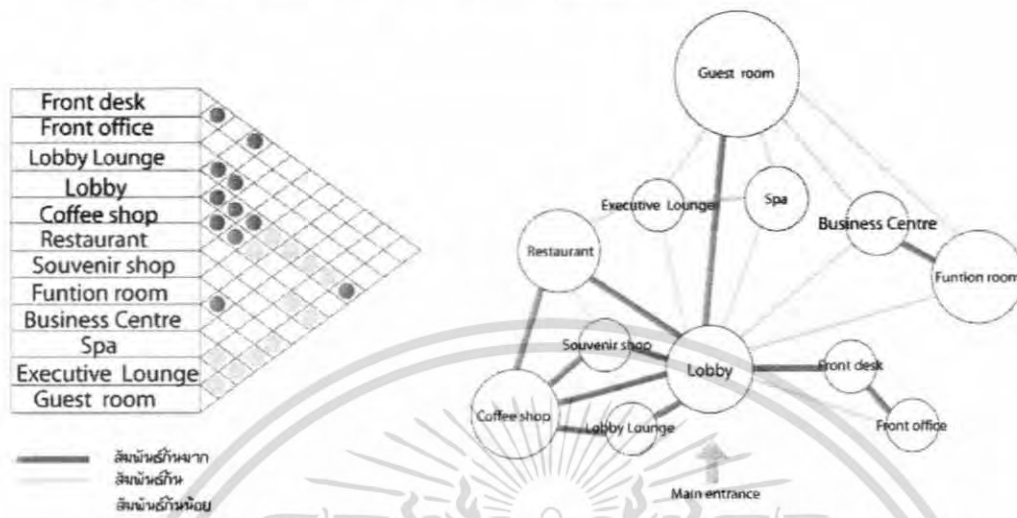 Front desk
Front office
Lobby Lounge
Lobby
Coffee shop
Restaurant
Souvenir shop
Funtion room
Business Centre
Spa
Executive Lounge
Guest room
สัมพันธ์กันมาก
สัมพันธ์กัน
สัมพันธ์กันน้อย
Guest room
Executive Lounge
Spa
Business Centre
Restaurant
Funtion room
Souvenir shop
Lobby
Front desk
Coffee shop
Lobby Lounge
Front office
Main entrance